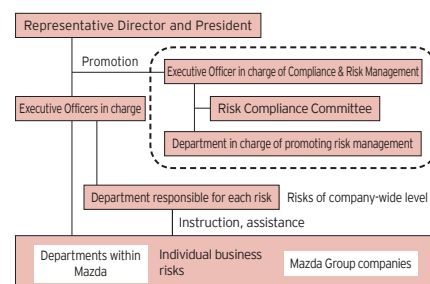 Representative Director and President
Promotion
Executive Officer in charge of Compliance & Risk Management
Executive Officers in charge
Risk Compliance Committee
Department in charge of promoting risk management
Department responsible for each risk
Risks of company-wide level
Instruction, assistance
Departments within
Mazda
Individual business
risks
Mazda Group companies